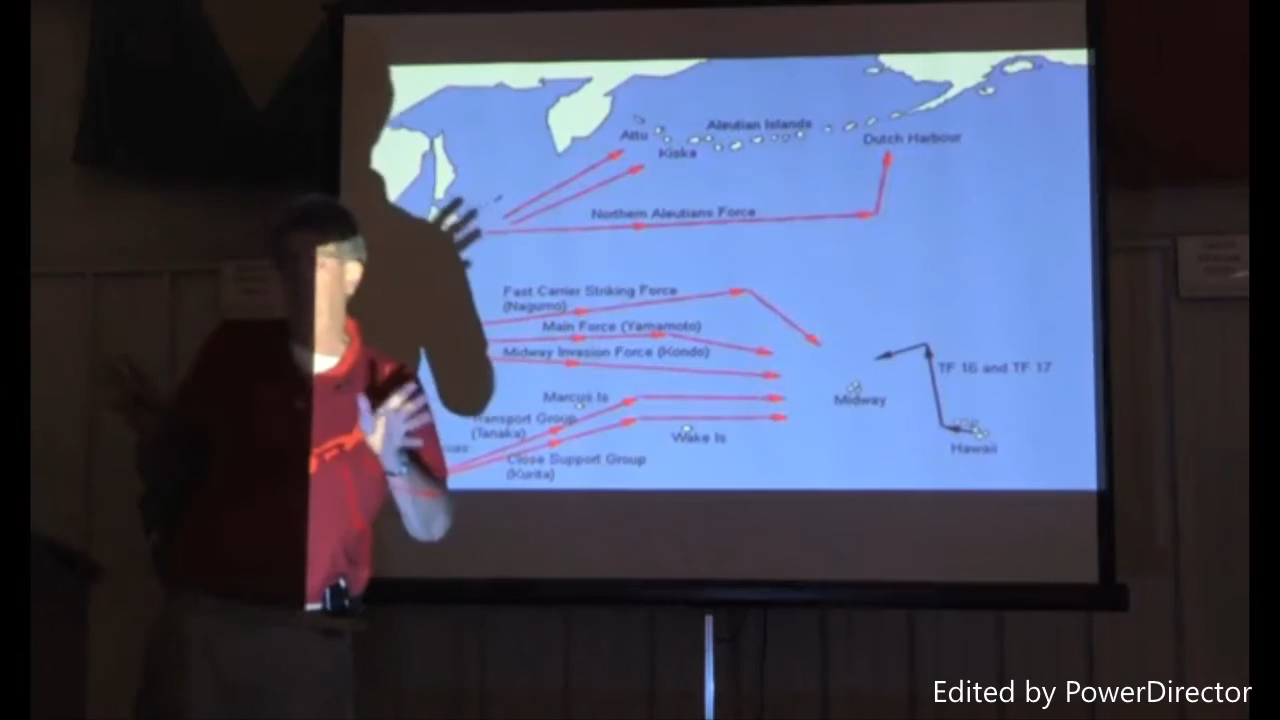 Aleutian Islands
Attu
Dutch Harbour
Kiska
Northern Aleutians Force
Fast Carrier Striking Force
(Nagumo)
Main Force (Yamamoto)
Midway Invasion Force (Kondo)
TF 16 and TF 17
Marcus Is
Midway
Transport Group
(Tanaka)
Wake Is
Hawaii
Close Support Group
(Kurita)
Edited by PowerDirector